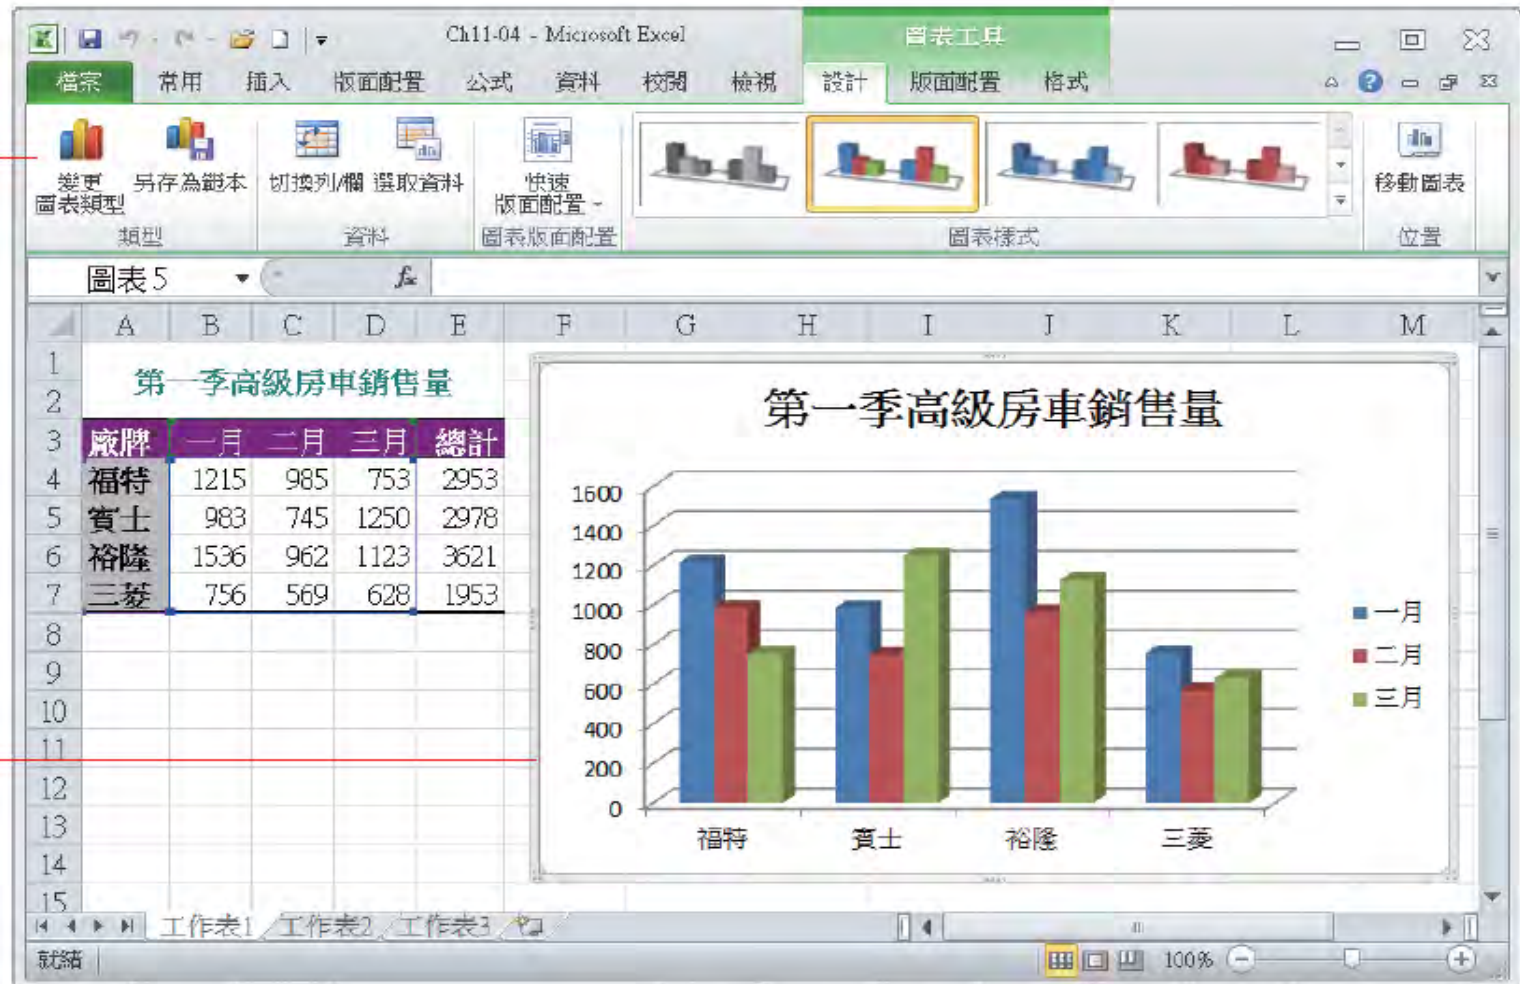 Ch11-04 - Microsoft Excel
圖表工具
檔案 常用 插入 版面配置 公式 資料 校閱 檢視 設計 版面配置 格式
變更 圖表類型
另存為範本
切換列/欄 選取資料
快速 版面配置
移動圖表
類型 資料 圖表版面配置 圖表樣式 位置
圖表 5 fx
A B C D E F G H I J K L M
1
第一季高級房車銷售量
2
3 廠牌 一月 二月 三月 總計
4 福特 1215 985 753 2953
5 賓士 983 745 1250 2978
6 裕隆 1536 962 1123 3621
7 三菱 756 569 628 1953
8
9
10
11
12
13
14
15
第一季高級房車銷售量
1600
1400
1200
1000
800
600
400
200
0
福特 賓士 裕隆 三菱
一月
二月
三月
工作表1 工作表2 工作表3
就緒 100%